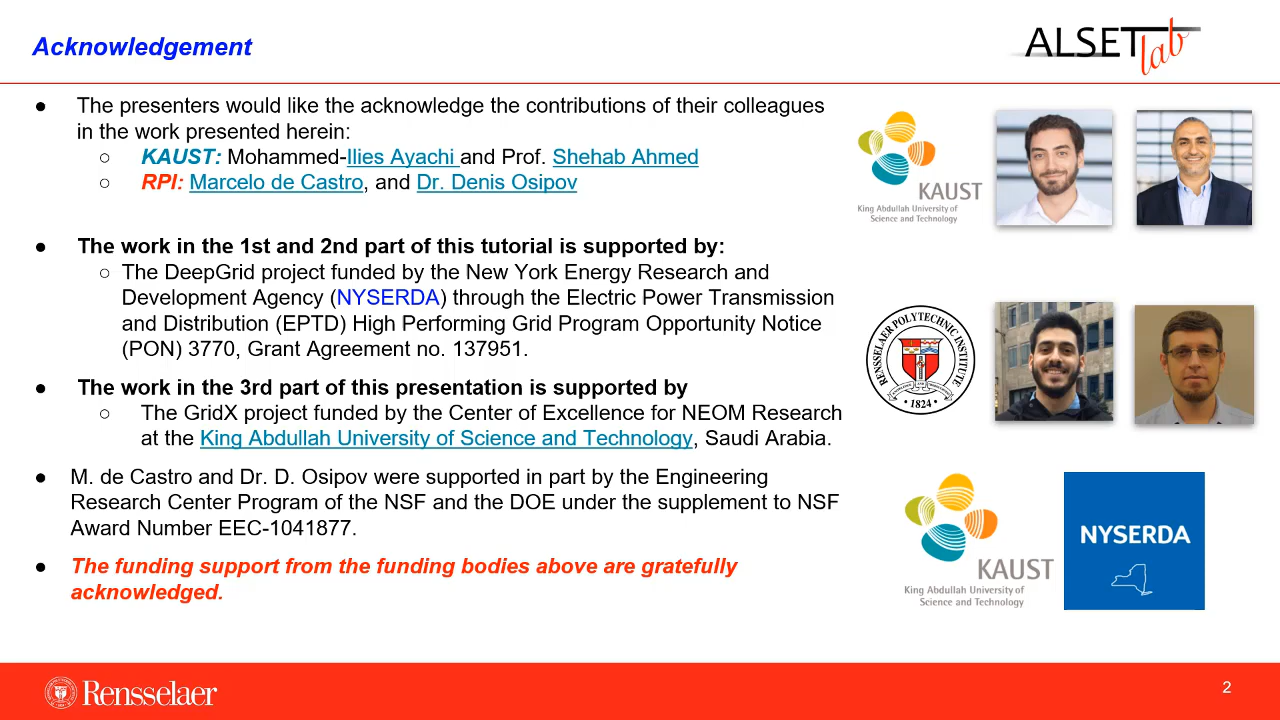 Acknowledgement
ALSETlab
● The presenters would like the acknowledge the contributions of their colleagues
in the work presented herein:
○ KAUST: Mohammed-Ilies Ayachi and Prof. Shehab Ahmed
○ RPI: Marcelo de Castro, and Dr. Denis Osipov
● The work in the 1st and 2nd part of this tutorial is supported by:
○ The DeepGrid project funded by the New York Energy Research and
Development Agency (NYSERDA) through the Electric Power Transmission
and Distribution (EPTD) High Performing Grid Program Opportunity Notice
(PON) 3770, Grant Agreement no. 137951.
● The work in the 3rd part of this presentation is supported by
○ The GridX project funded by the Center of Excellence for NEOM Research
at the King Abdullah University of Science and Technology, Saudi Arabia.
● M. de Castro and Dr. D. Osipov were supported in part by the Engineering
Research Center Program of the NSF and the DOE under the supplement to NSF
Award Number EEC-1041877.
● The funding support from the funding bodies above are gratefully
acknowledged.
KAUST
King Abdullah University of
Science and Technology
RENSSELAER POLYTECHNIC INSTITUTE
• 1824 •
KAUST
King Abdullah University of
Science and Technology
NYSERDA
Rensselaer
2